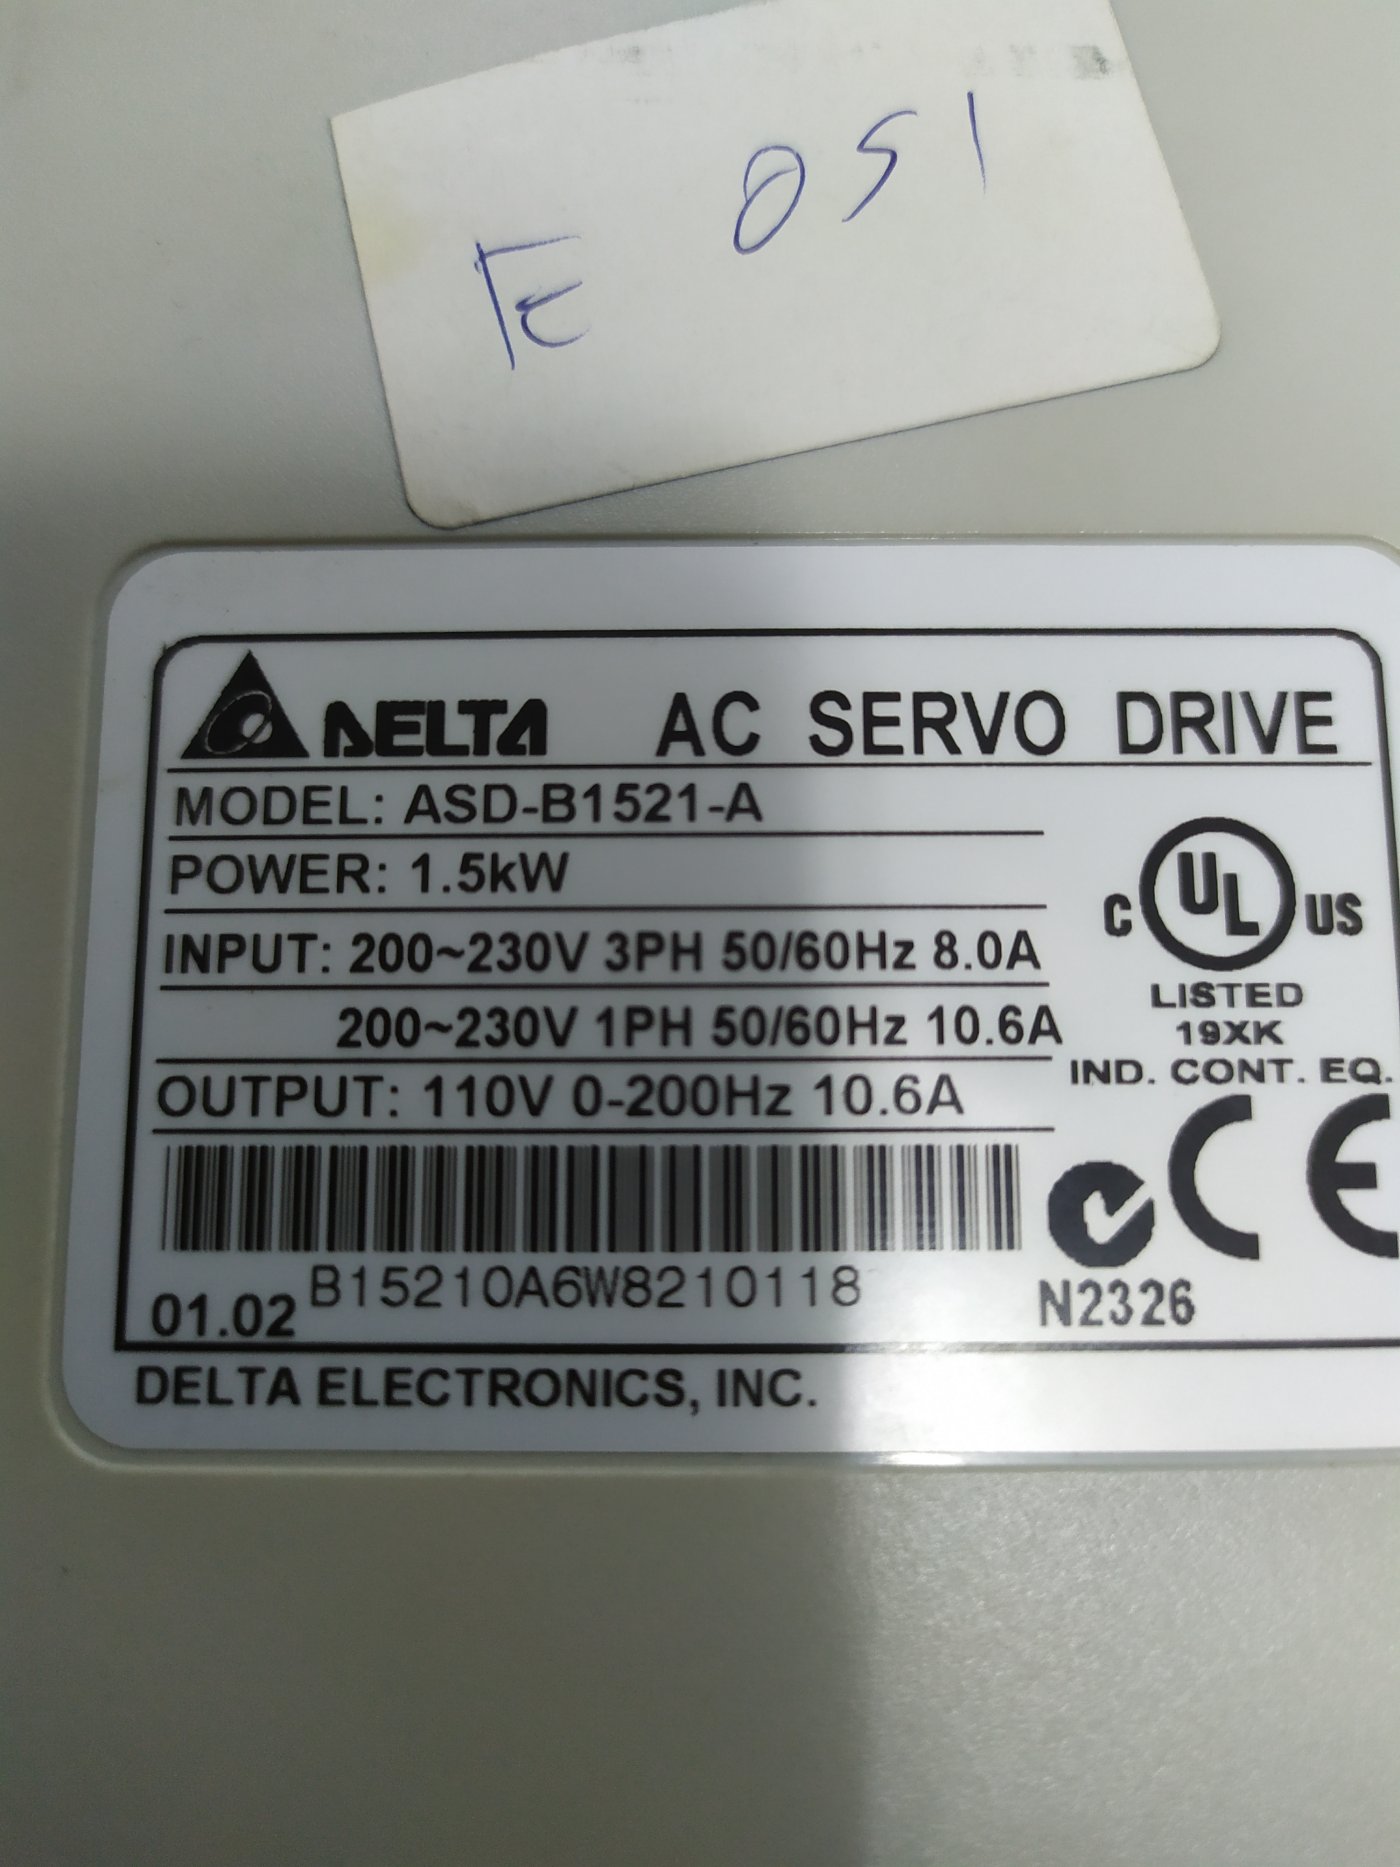 E 051
DELTA AC SERVO DRIVE
MODEL: ASD-B1521-A
POWER: 1.5kW
INPUT: 200~230V 3PH 50/60Hz 8.0A
200~230V 1PH 50/60Hz 10.6A
OUTPUT: 110V 0-200Hz 10.6A
C UL US
LISTED
19XK
IND. CONT. EQ.
CE
N2326
B15210A6W8210118
01.02
DELTA ELECTRONICS, INC.